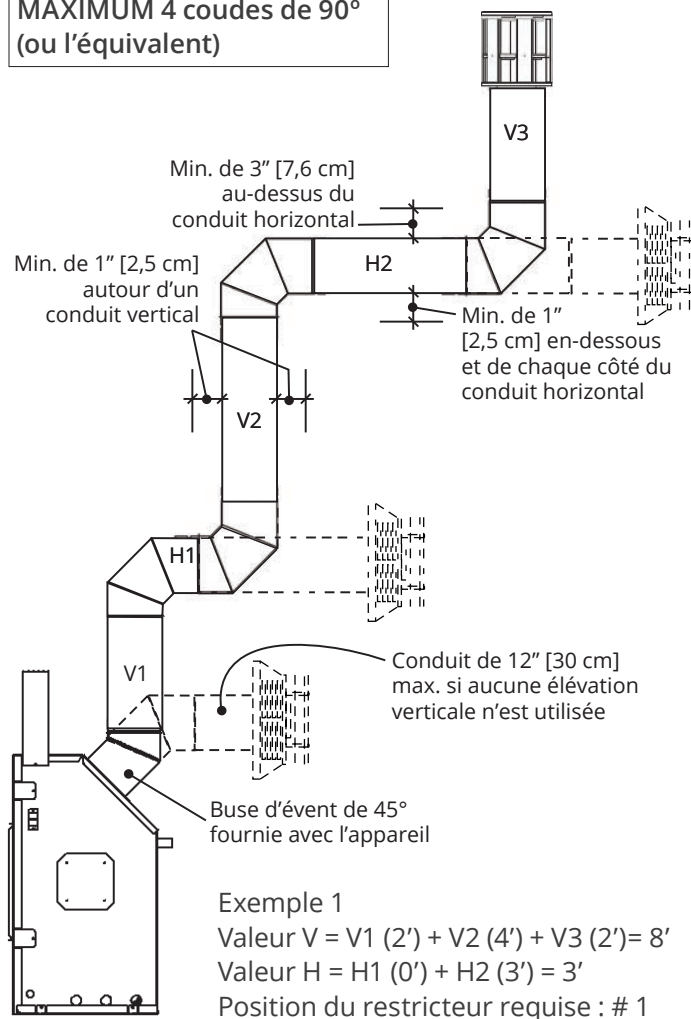 MAXIMUM 4 coudes de 90°
(ou l’équivalent)
V3
Min. de 3” [7,6 cm]
au-dessus du
conduit horizontal
H2
Min. de 1” [2,5 cm]
autour d’un
conduit vertical
Min. de 1”
[2,5 cm] en-dessous
et de chaque côté du
conduit horizontal
V2
H1
V1
Conduit de 12” [30 cm]
max. si aucune élévation
verticale n’est utilisée
Buse d’évent de 45°
fournie avec l’appareil
Exemple 1
Valeur V = V1 (2’) + V2 (4’) + V3 (2’)= 8’
Valeur H = H1 (0’) + H2 (3’) = 3’
Position du restricteur requise : # 1